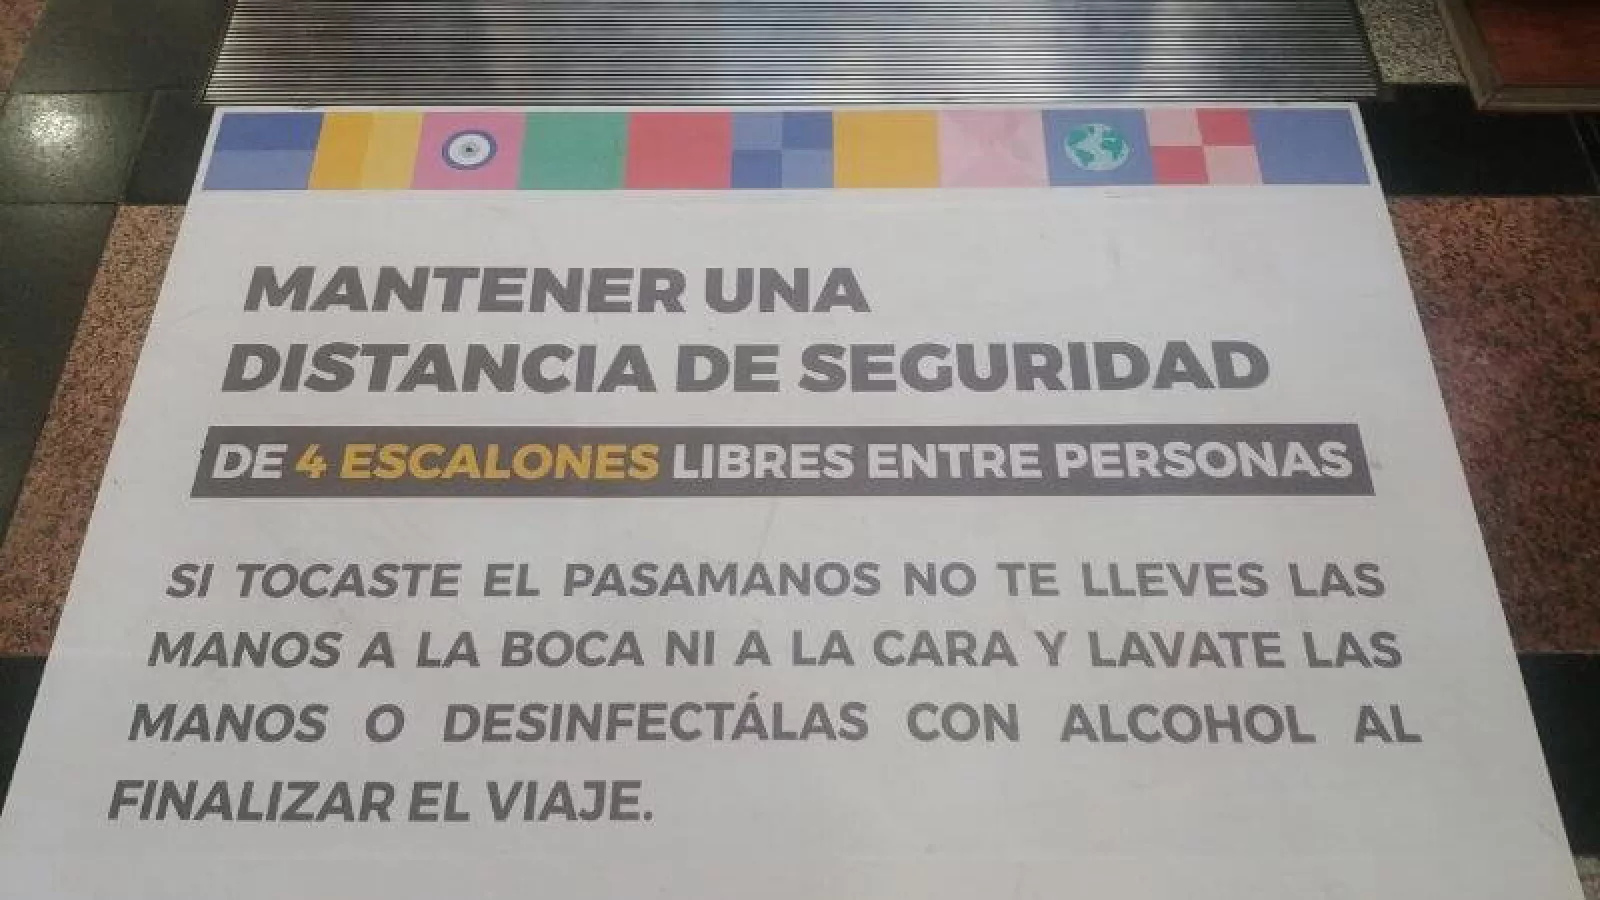 MANTENER UNA
DISTANCIA DE SEGURIDAD
DE 4 ESCALONES LIBRES ENTRE PERSONAS
SI TOCASTE EL PASAMANOS NO TE LLEVES LAS
MANOS A LA BOCA NI A LA CARA Y LAVATE LAS
MANOS O DESINFECTÁLAS CON ALCOHOL AL
FINALIZAR EL VIAJE.